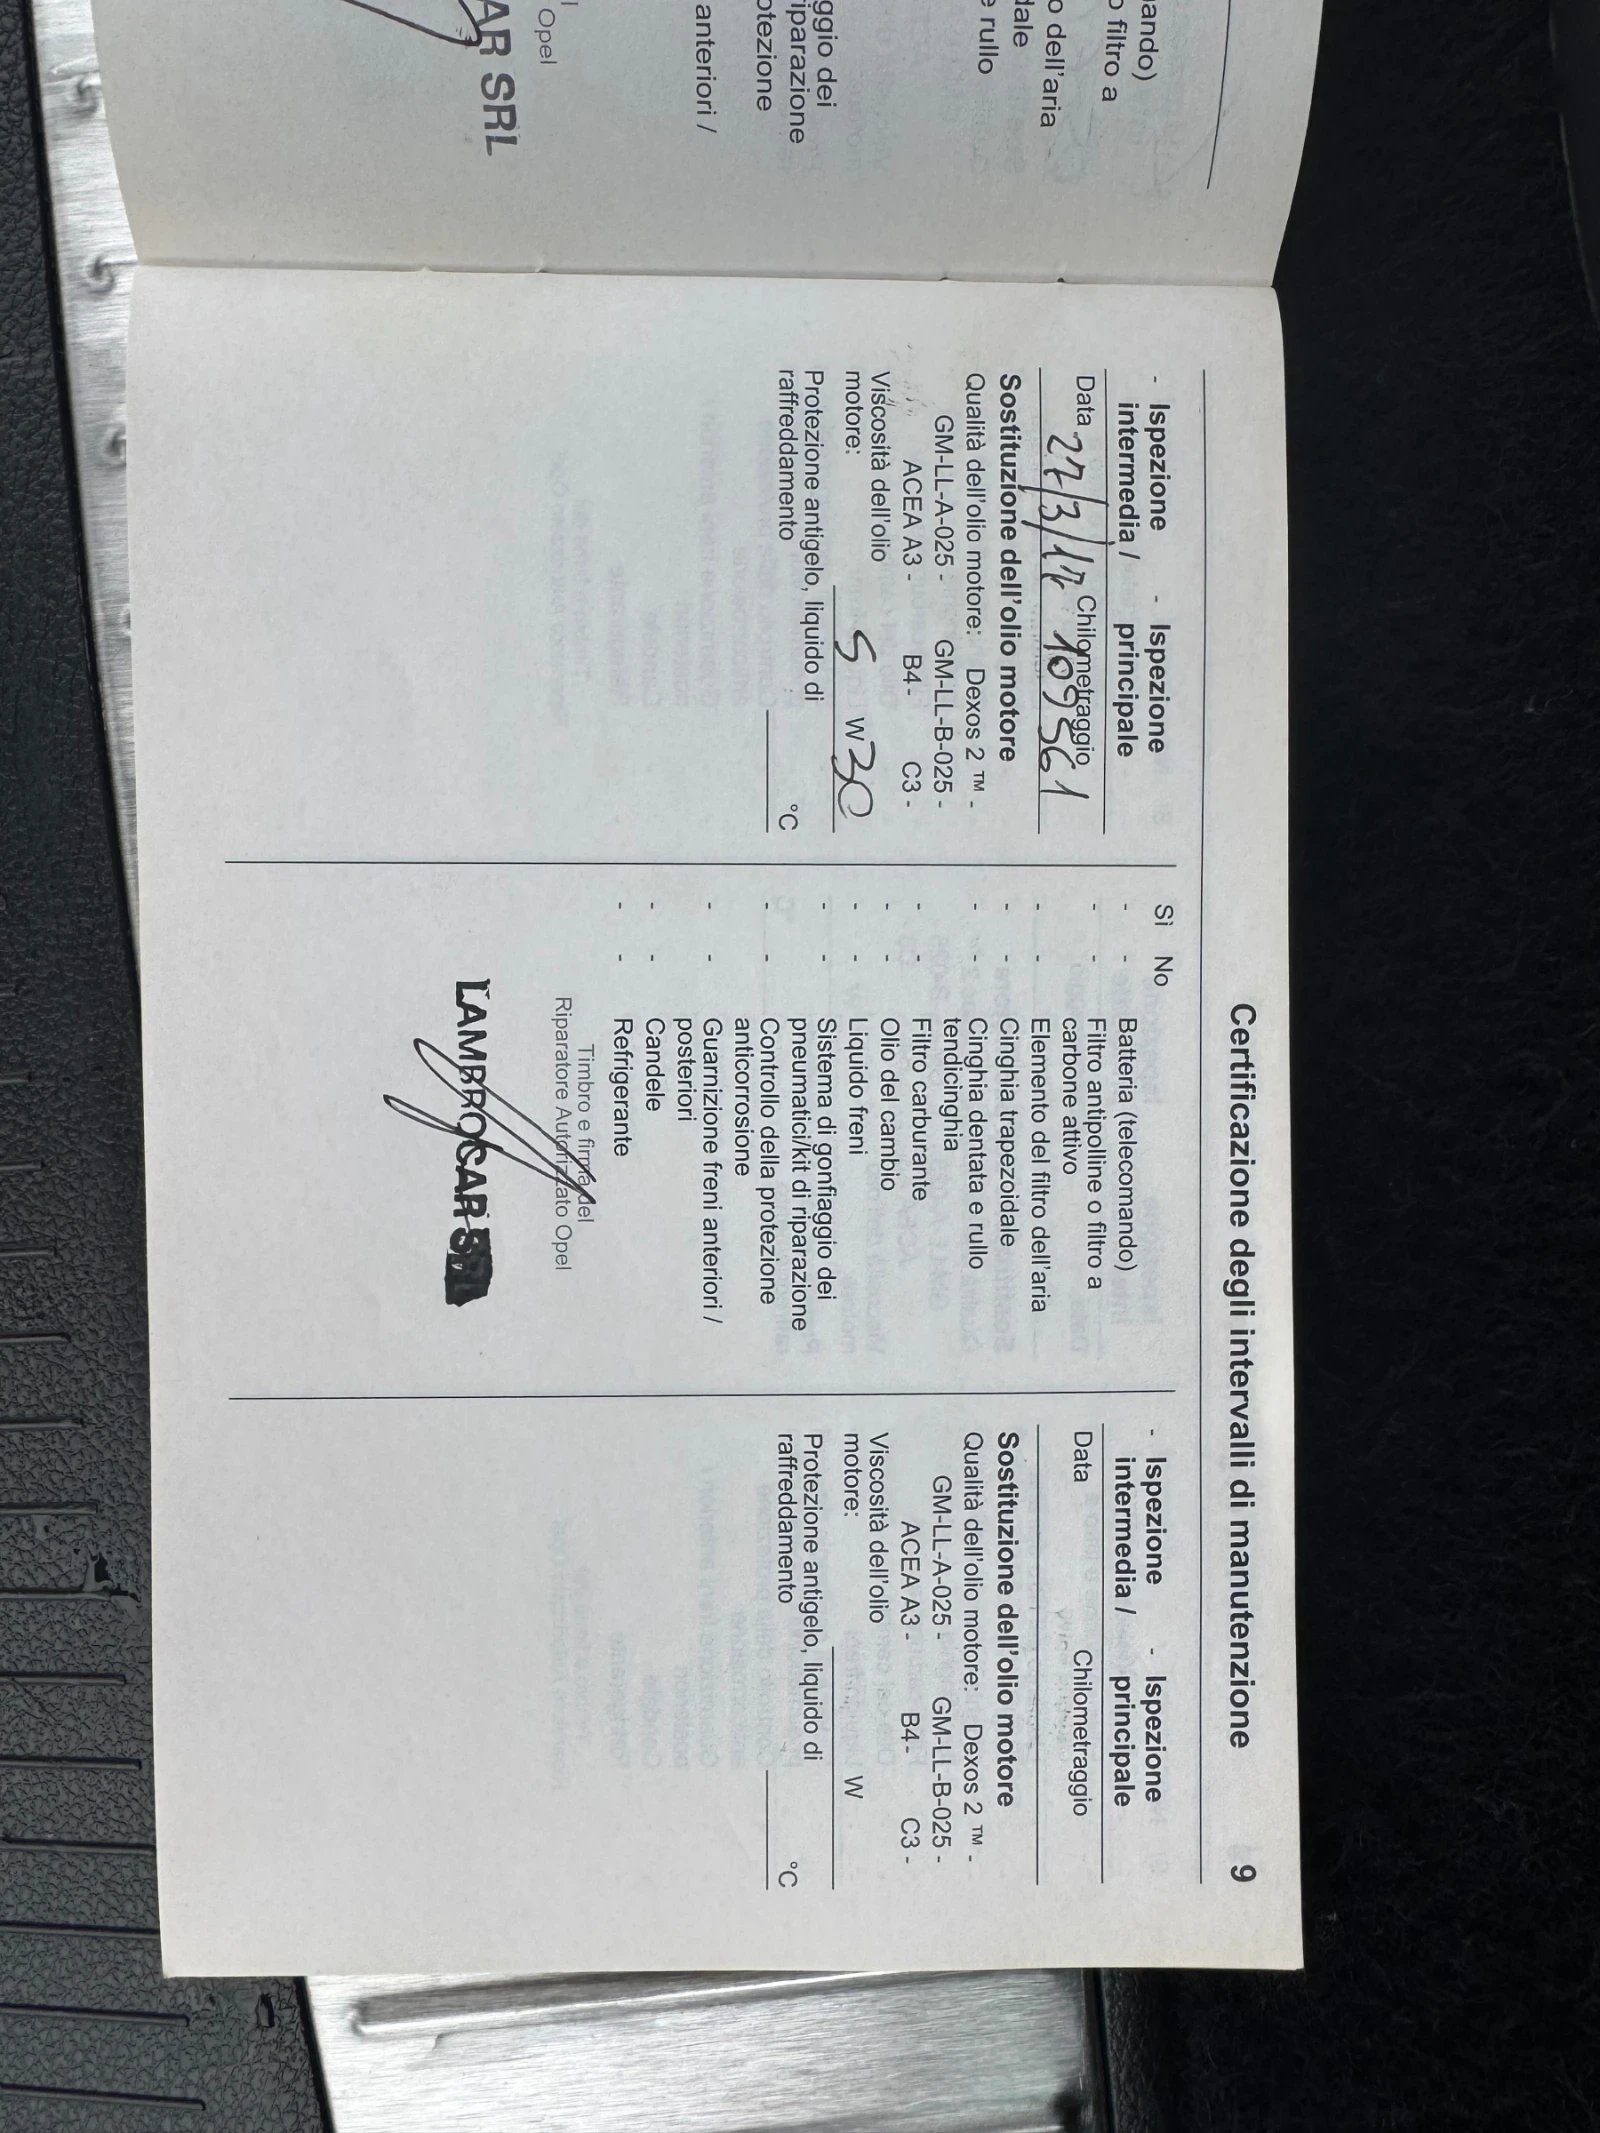 ando)
o filtro a
o dell'aria
dale
e rullo
ggio dei
iparazione
otezione
anteriori /
Opel
AR SRL
Certificazione degli intervalli di manutenzione 9
- Ispezione - Ispezione
intermedia / principale
Data Chilometraggio
27/3/17 109561
Sostituzione dell'olio motore
Qualità dell'olio motore: Dexos 2 ™ -
GM-LL-A-025 - GM-LL-B-025 -
ACEA A3 - B4- C3 -
Viscosità dell'olio
motore: 5 W 30
Protezione antigelo, liquido di
raffreddamento °C
Sì No
- - Batteria (telecomando)
- - Filtro antipolline o filtro a
carbone attivo
- - Elemento del filtro dell'aria
- - Cinghia trapezoidale
- - Cinghia dentata e rullo
tendicinghia
- - Filtro carburante
- - Olio del cambio
- - Liquido freni
- - Sistema di gonfiaggio dei
pneumatici/kit di riparazione
- - Controllo della protezione
anticorrosione
- - Guarnizione freni anteriori /
posteriori
- - Candele
- - Refrigerante
Timbro e firma del
Riparatore Autorizzato Opel
LAMBROCAR
- Ispezione - Ispezione
intermedia / principale
Data Chilometraggio
Sostituzione dell'olio motore
Qualità dell'olio motore: Dexos 2 ™ -
GM-LL-A-025 - GM-LL-B-025 -
ACEA A3 - B4- C3 -
Viscosità dell'olio
motore: W
Protezione antigelo, liquido di
raffreddamento °C